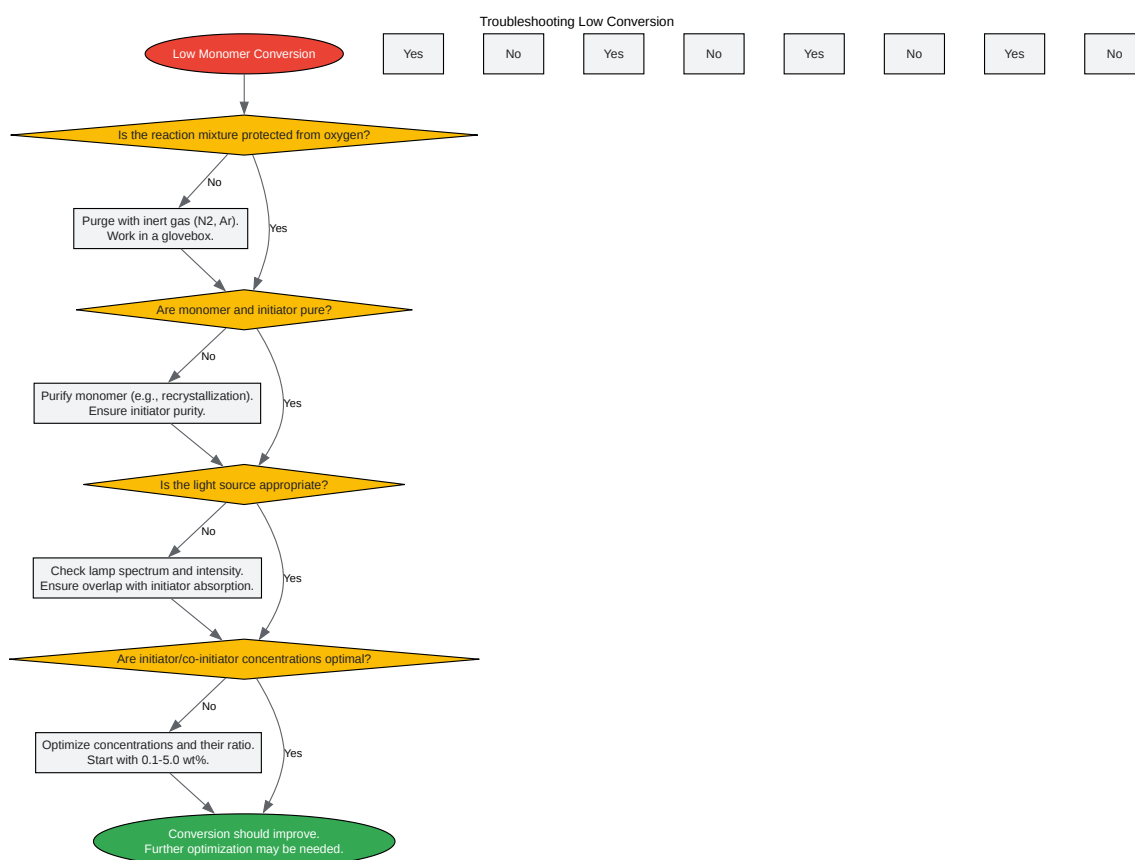 Troubleshooting Low Conversion
Low Monomer Conversion
Yes
No
Yes
No
Yes
No
Yes
No
Is the reaction mixture protected from oxygen?
No
Yes
Purge with inert gas (N2, Ar).
Work in a glovebox.
Are monomer and initiator pure?
No
Yes
Purify monomer (e.g., recrystallization).
Ensure initiator purity.
Is the light source appropriate?
No
Yes
Check lamp spectrum and intensity.
Ensure overlap with initiator absorption.
Are initiator/co-initiator concentrations optimal?
No
Yes
Optimize concentrations and their ratio.
Start with 0.1-5.0 wt%.
Conversion should improve.
Further optimization may be needed.